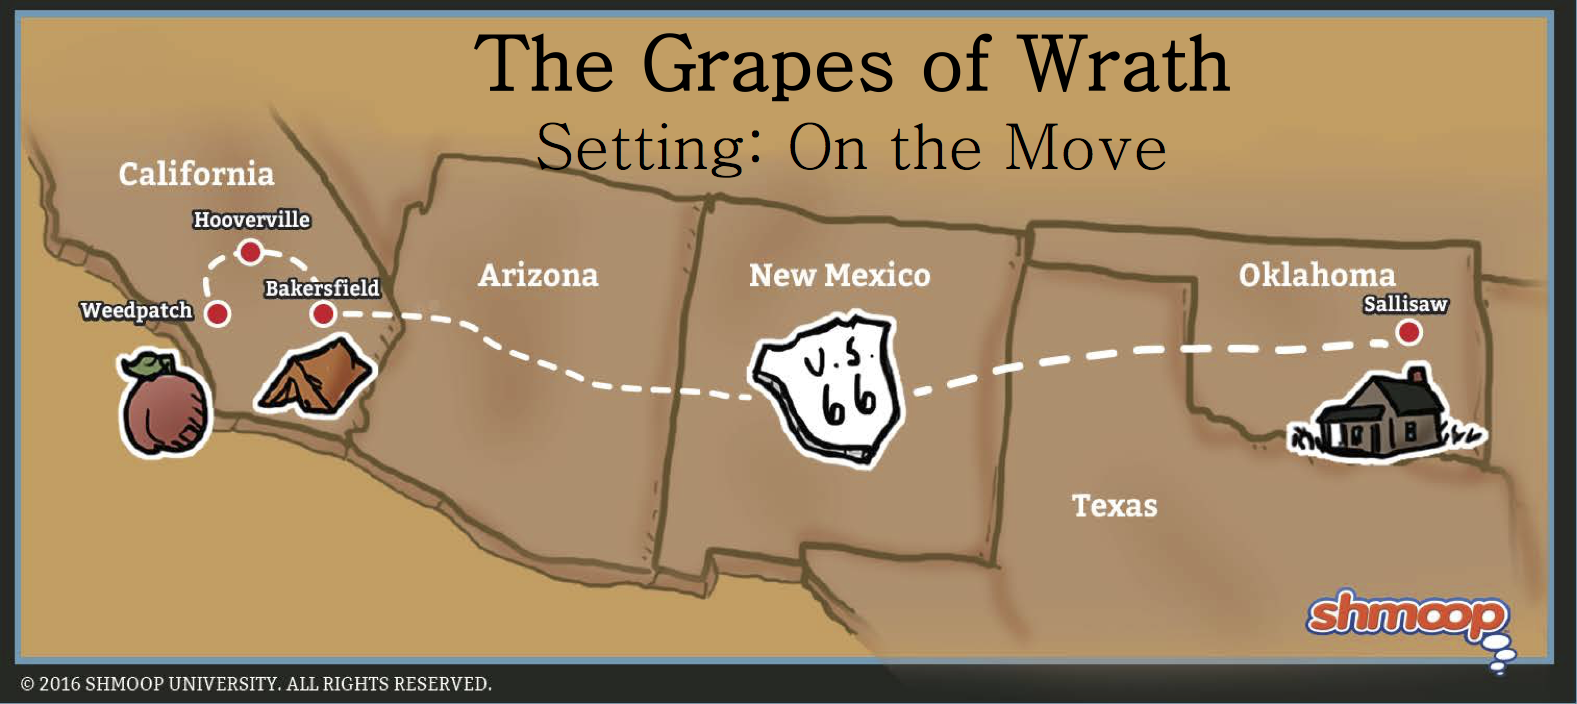 The Grapes of Wrath
Setting: On the Move
California
Hooverville
Bakersfield
Weedpatch
Arizona
New Mexico
Oklahoma
Sallisaw
U.S.
66
Texas
shmoop
© 2016 SHMOOP UNIVERSITY. ALL RIGHTS RESERVED.